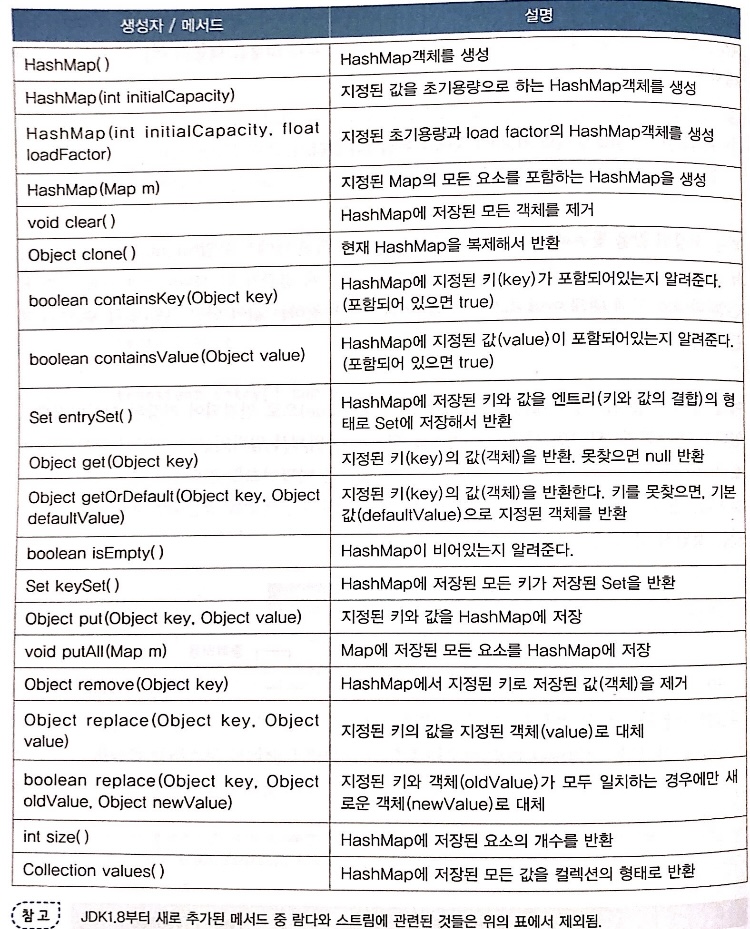 생성자 / 메서드
설명
HashMap( )
HashMap객체를 생성
HashMap(int initialCapacity)
지정된 값을 초기용량으로 하는 HashMap객체를 생성
HashMap(int initialCapacity, float
loadFactor)
지정된 초기용량과 load factor의 HashMap객체를 생성
HashMap(Map m)
지정된 Map의 모든 요소를 포함하는 HashMap을 생성
void clear( )
HashMap에 저장된 모든 객체를 제거
Object clone( )
현재 HashMap을 복제해서 반환
boolean containsKey(Object key)
HashMap에 지정된 키(key)가 포함되어있는지 알려준다.
(포함되어 있으면 true)
boolean containsValue(Object value)
HashMap에 지정된 값(value)이 포함되어있는지 알려준다.
(포함되어 있으면 true)
Set entrySet( )
HashMap에 저장된 키와 값을 엔트리(키와 값의 결합)의 형
태로 Set에 저장해서 반환
Object get(Object key)
지정된 키(key)의 값(객체)을 반환. 못찾으면 null 반환
Object getOrDefault(Object key, Object
defaultValue)
지정된 키(key)의 값(객체)을 반환한다. 키를 못찾으면, 기본
값(defaultValue)으로 지정된 객체를 반환
boolean isEmpty( )
HashMap이 비어있는지 알려준다.
Set keySet( )
HashMap에 저장된 모든 키가 저장된 Set을 반환
Object put(Object key, Object value)
지정된 키와 값을 HashMap에 저장
void putAll(Map m)
Map에 저장된 모든 요소를 HashMap에 저장
Object remove(Object key)
HashMap에서 지정된 키로 저장된 값(객체)을 제거
Object replace(Object key, Object
value)
지정된 키의 값을 지정된 객체(value)로 대체
boolean replace(Object key, Object
oldValue, Object newValue)
지정된 키와 객체(oldValue)가 모두 일치하는 경우에만 새
로운 객체(newValue)로 대체
int size( )
HashMap에 저장된 요소의 개수를 반환
Collection values( )
HashMap에 저장된 모든 값을 컬렉션의 형태로 반환
참고 JDK1.8부터 새로 추가된 메서드 중 람다와 스트림에 관련된 것들은 위의 표에서 제외됨.